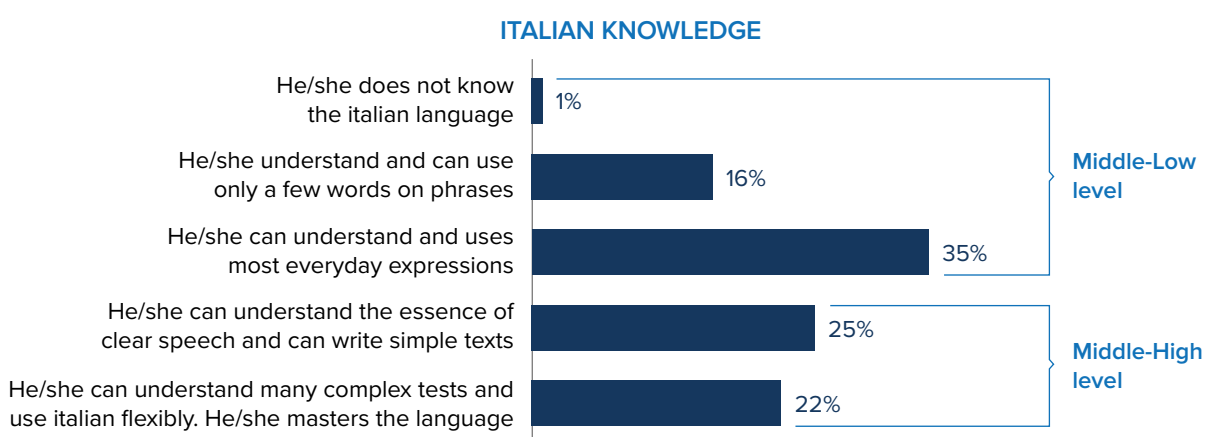 ITALIAN KNOWLEDGE
He/she does not know
the italian language
1%
He/she understand and can use
only a few words on phrases
16%
He/she can understand and uses
most everyday expressions
35%
Middle-Low
level
He/she can understand the essence of
clear speech and can write simple texts
25%
He/she can understand many complex tests and
use italian flexibly. He/she masters the language
22%
Middle-High
level